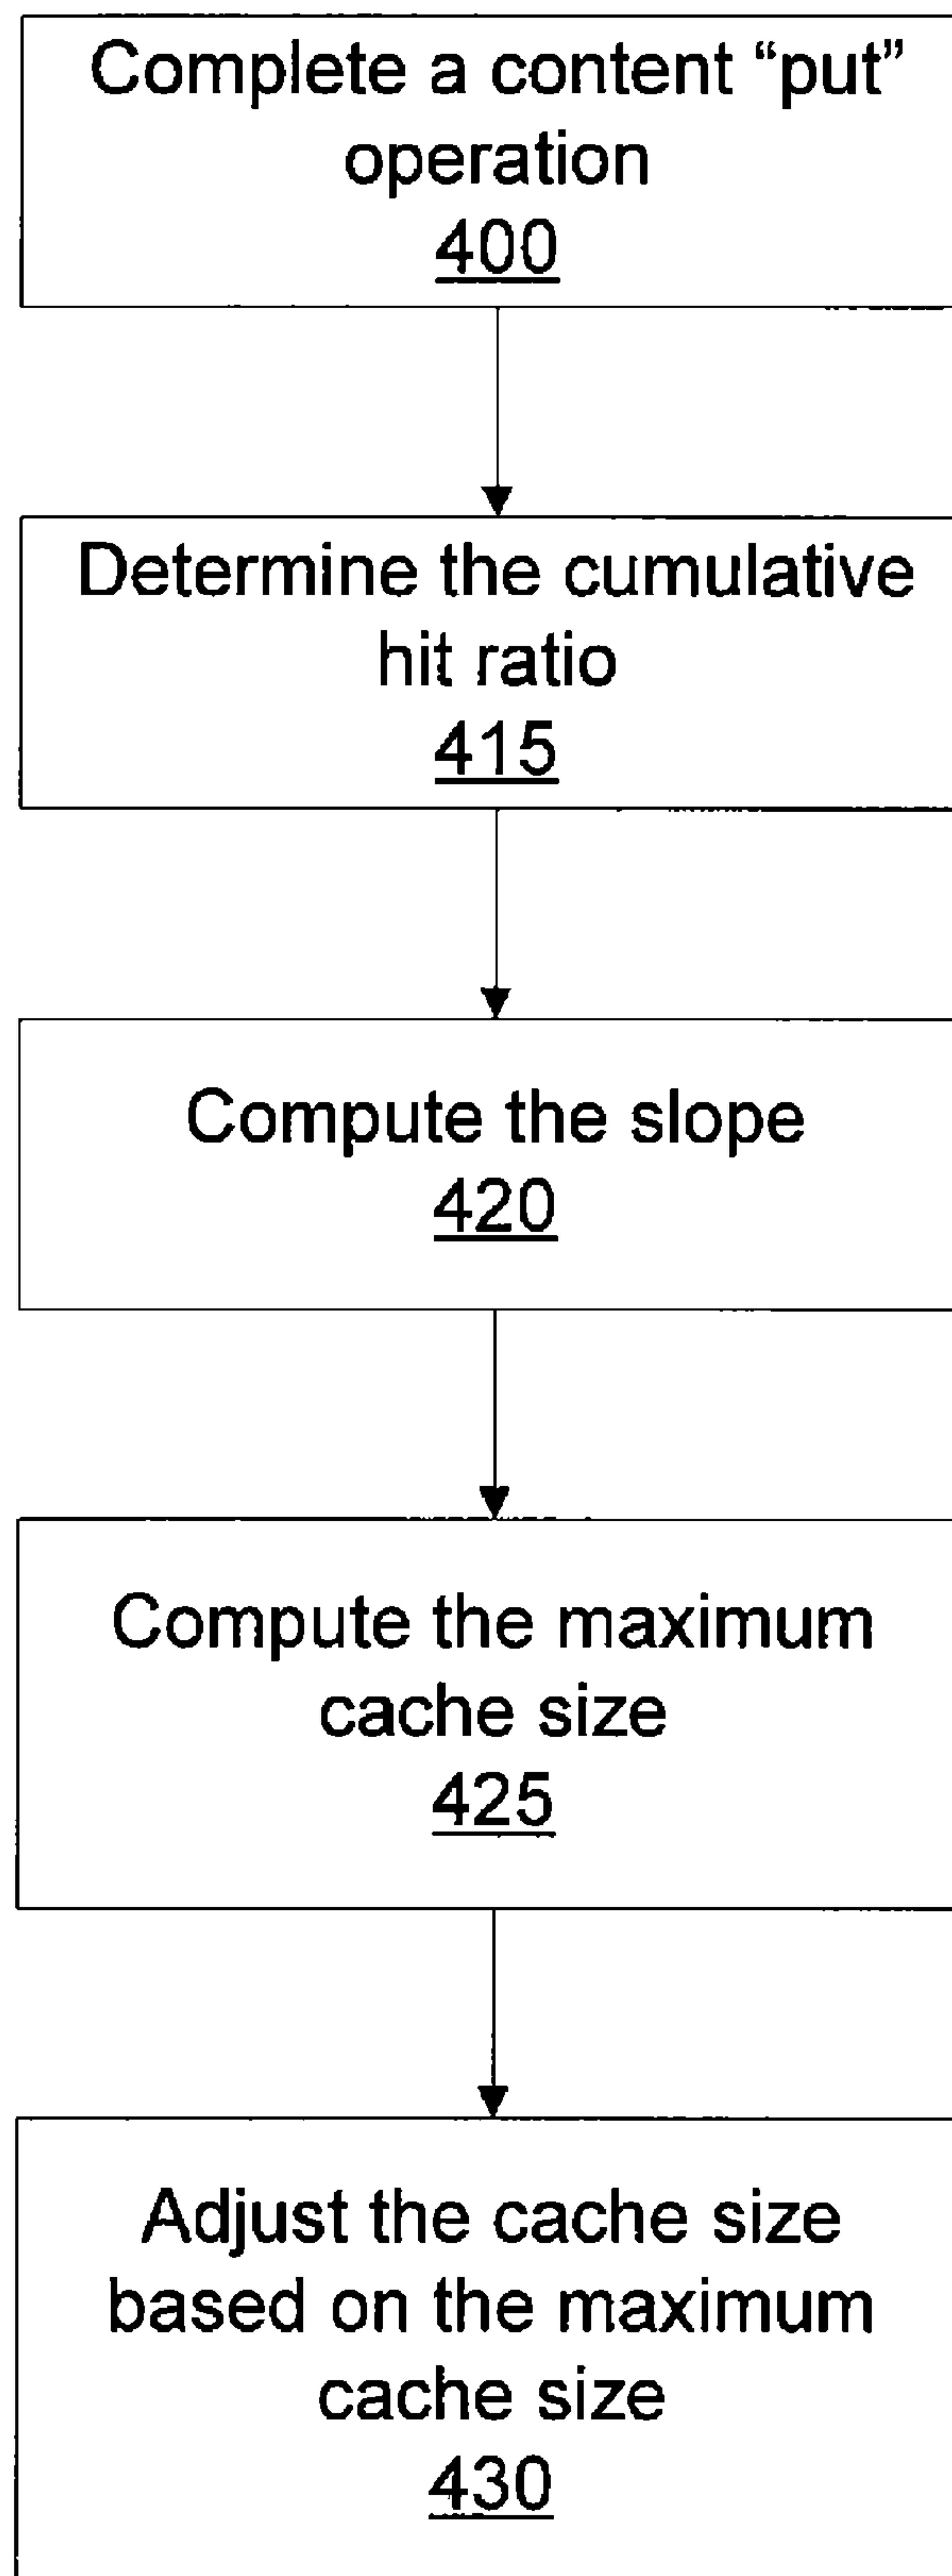 Complete a content “put”
operation
400
Determine the cumulative
hit ratio
415
Compute the slope
420
Compute the maximum
cache size
425
Adjust the cache size
based on the maximum
cache size
430